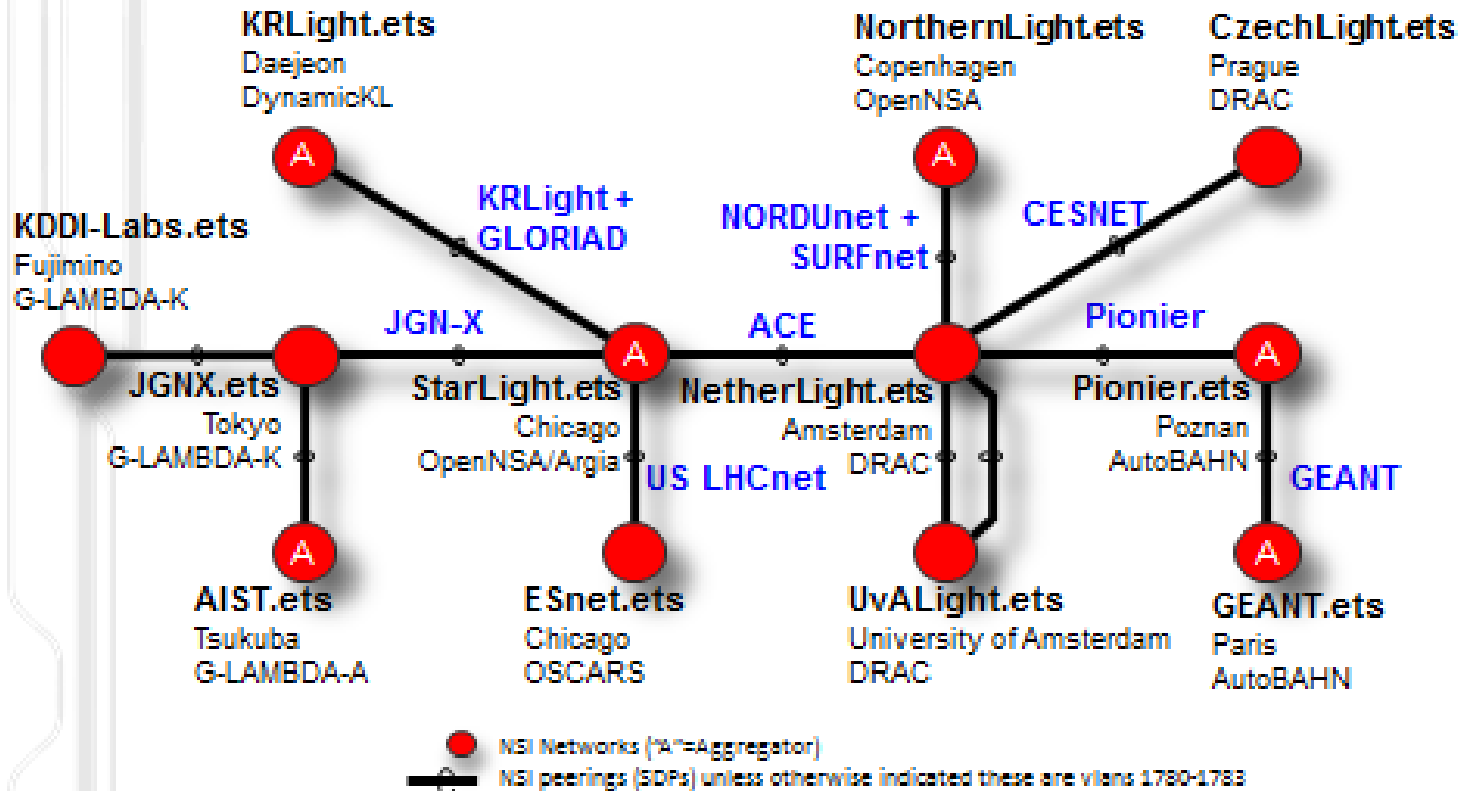 KRLight.ets
Daejeon
DynamicKL
NorthernLight.ets
Copenhagen
OpenNSA
CzechLight.ets
Prague
DRAC
A
A
KRLight +
GLORIAD
NORDUnet +
SURFnet
CESNET
KDDI-Labs.ets
Fujimino
G-LAMBDA-K
JGN-X
ACE
Pionier
A
A
JGNX.ets
Tokyo
G-LAMBDA-K
StarLight.ets
Chicago
OpenNSA/Argia
US LHCnet
NetherLight.ets
Amsterdam
DRAC
Pionier.ets
Poznan
AutoBAHN
GEANT
A
A
AIST.ets
Tsukuba
G-LAMBDA-A
ESnet.ets
Chicago
OSCARS
UvALight.ets
University of Amsterdam
DRAC
GEANT.ets
Paris
AutoBAHN
NSI Networks ("A"=Aggregator)
NSI peerings (SDPs) unless otherwise indicated these are vlans 1780-1783